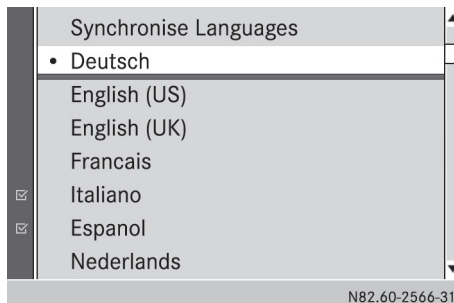 Synchronise Languages
• Deutsch
English (US)
English (UK)
Francais
Italiano
Espanol
Nederlands
N82.60-2566-31